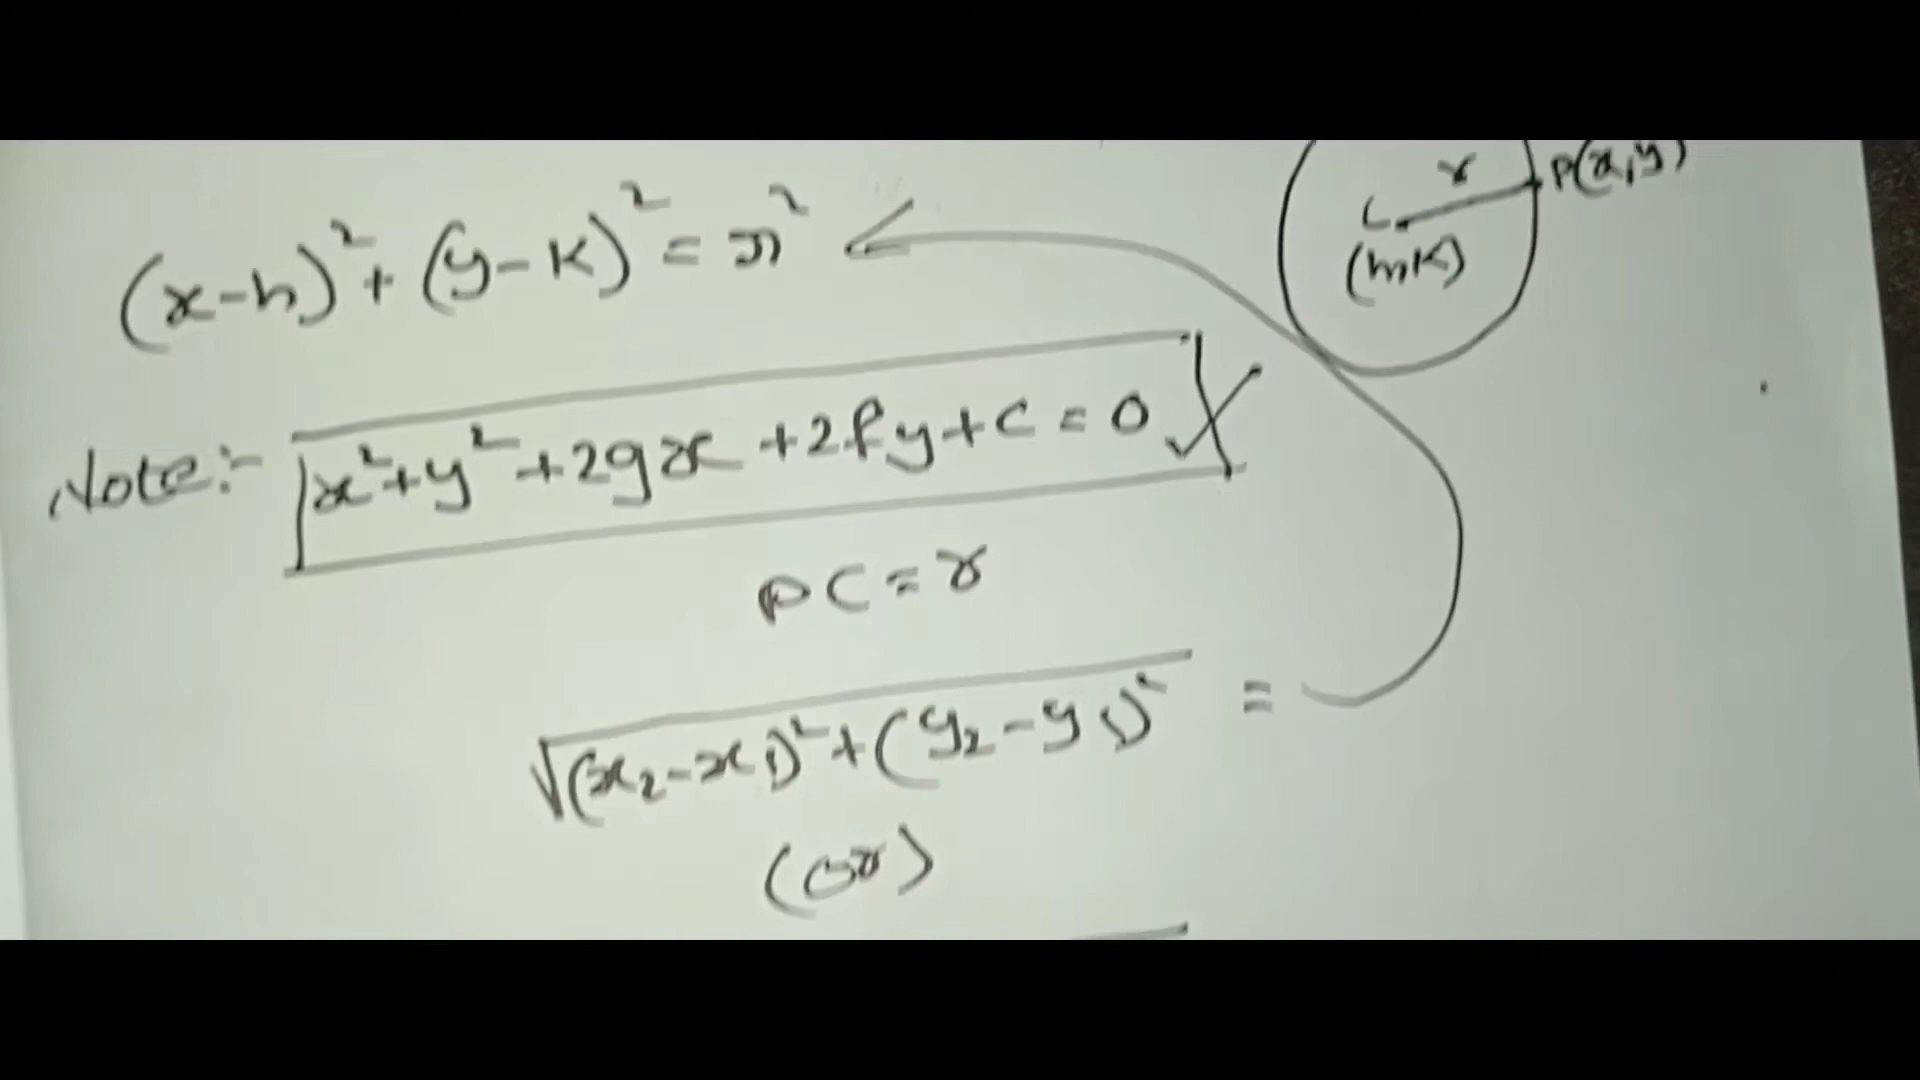 r P(x,y)
C
(h,k)
(x-h)² + (y-k)² = r²
Note:- x²+y²+2gx+2fy+c=0
PC = r
√(x₂-x₁)²+(y₂-y₁)² =
(or)